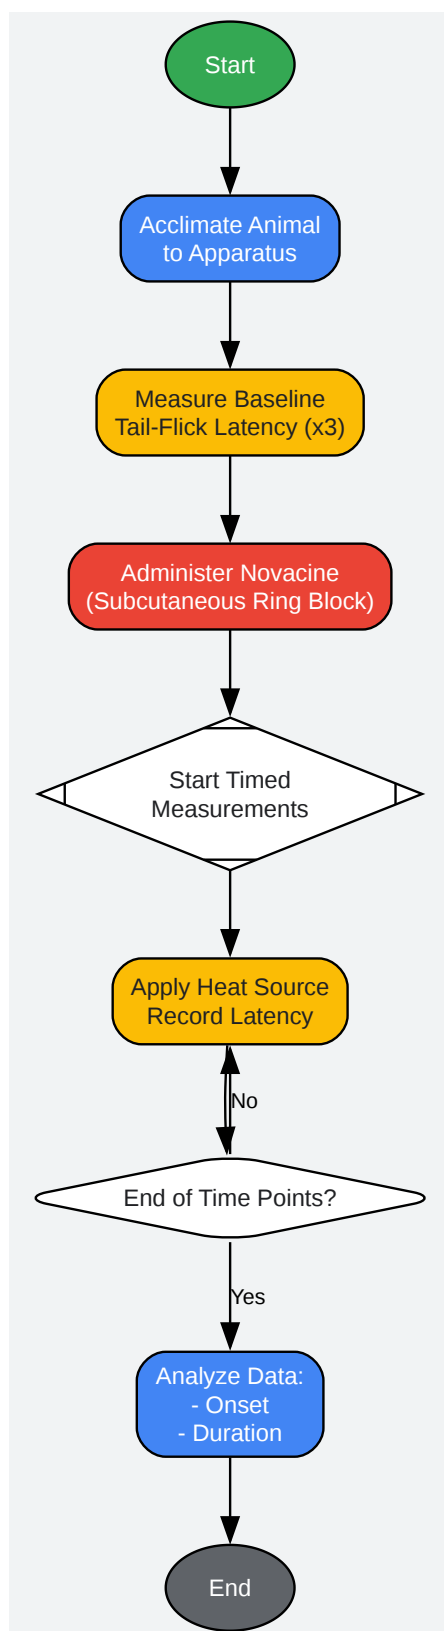 Start
Acclimate Animal
to Apparatus
Measure Baseline
Tail-Flick Latency (x3)
Administer Novacine
(Subcutaneous Ring Block)
Start Timed
Measurements
Apply Heat Source
Record Latency
No
End of Time Points?
Yes
Analyze Data:
- Onset
- Duration
End